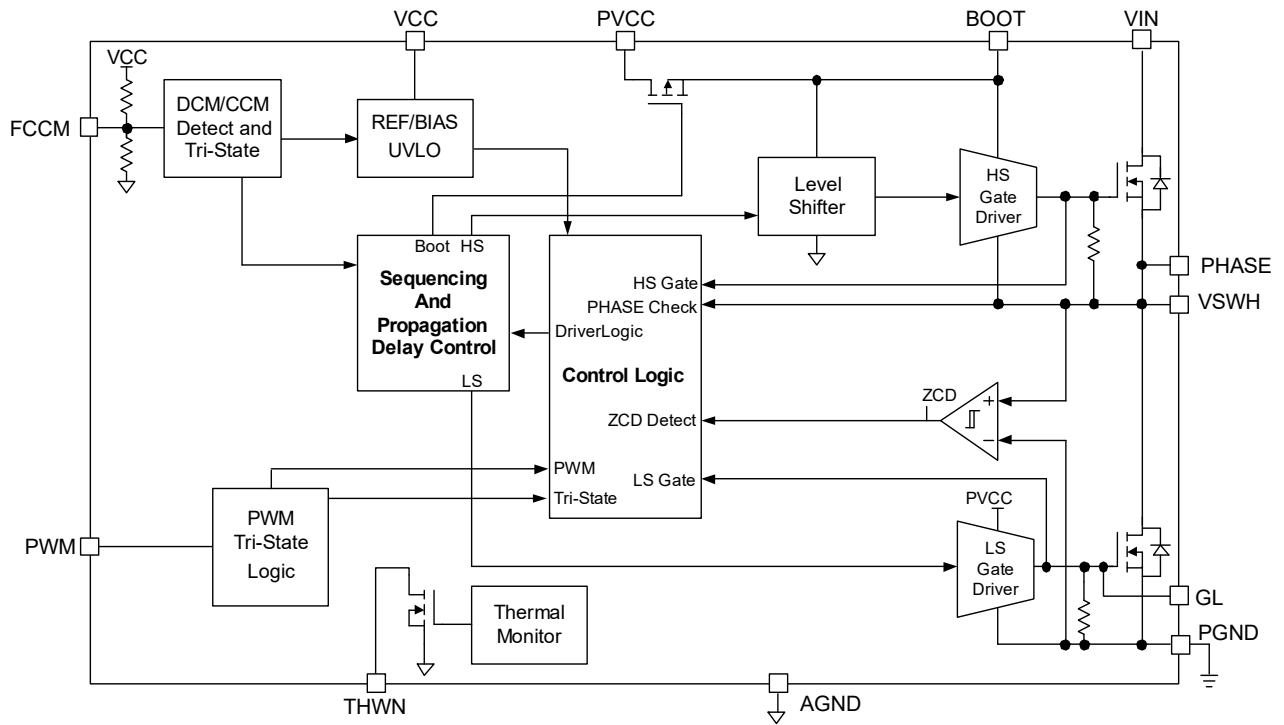 VCC
PVCC
BOOT
VIN
VCC
FCCM
DCM/CCM
Detect and
Tri-State
REF/BIAS
UVLO
Level
Shifter
HS
Gate
Driver
Boot HS
Sequencing
And
Propagation
Delay Control
LS
HS Gate
PHASE Check
DriverLogic
Control Logic
ZCD Detect
PWM
LS Gate
Tri-State
PHASE
VSWH
ZCD
+
−
PWM
PWM
Tri-State
Logic
PVCC
LS
Gate
Driver
GL
PGND
Thermal
Monitor
THWN
AGND